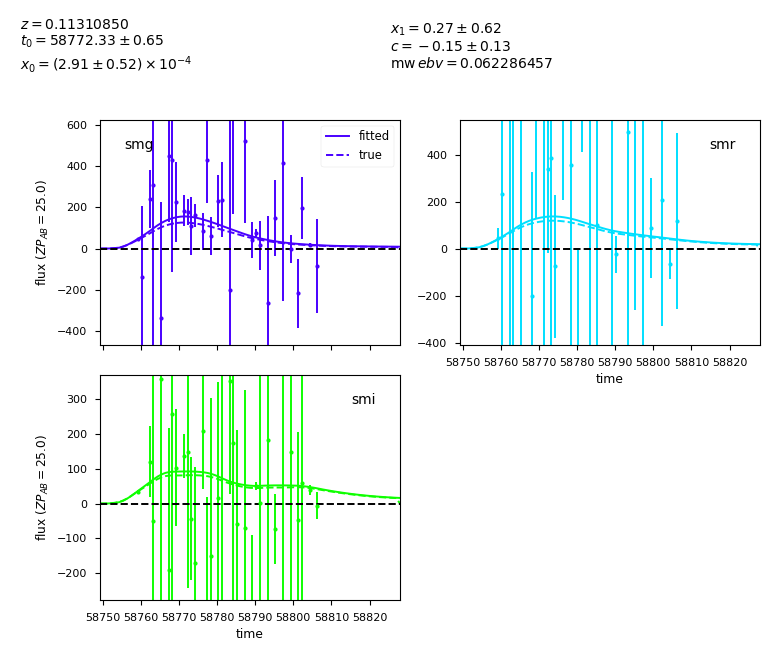 z = 0.11310850
t₀ = 58772.33 ± 0.65
x₀ = (2.91 ± 0.52) × 10⁻⁴
x₁ = 0.27 ± 0.62
c = −0.15 ± 0.13
mwebv = 0.062286457
smg
fitted
true
600
400
200
0
−200
−400
flux (ZP_AB = 25.0)
smr
400
200
0
−200
−400
58750 58760 58770 58780 58790 58800 58810 58820
time
smi
300
200
100
0
−100
−200
flux (ZP_AB = 25.0)
58750 58760 58770 58780 58790 58800 58810 58820
time